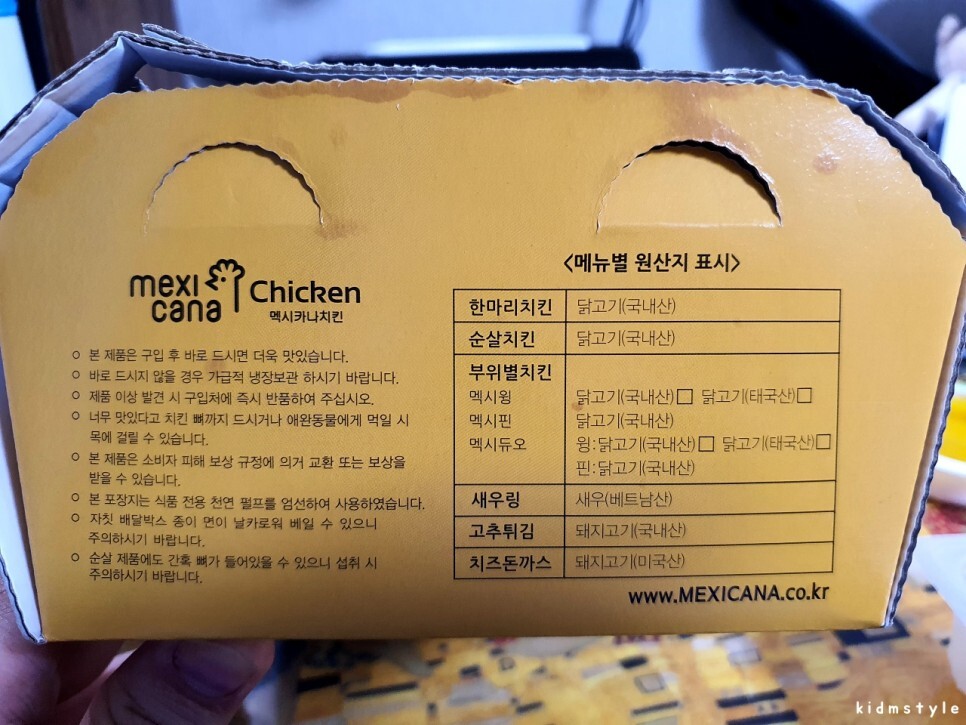 mexi
cana
Chicken
멕시카나치킨
○ 본 제품은 구입 후 바로 드시면 더욱 맛있습니다.
○ 바로 드시지 않을 경우 가급적 냉장보관 하시기 바랍니다.
○ 제품 이상 발견 시 구입처에 즉시 반품하여 주십시오.
○ 너무 맛있다고 치킨 뼈까지 드시거나 애완동물에게 먹일 시
목에 걸릴 수 있습니다.
○ 본 제품은 소비자 피해 보상 규정에 의거 교환 또는 보상을
받을 수 있습니다.
○ 본 포장지는 식품 전용 천연 펄프를 엄선하여 사용하였습니다.
○ 자칫 배달박스 종이 면이 날카로워 베일 수 있으니
주의하시기 바랍니다.
○ 순살 제품에도 간혹 뼈가 들어있을 수 있으니 섭취 시
주의하시기 바랍니다.
<메뉴별 원산지 표시>
한마리치킨 닭고기(국내산)
순살치킨 닭고기(국내산)
부위별치킨
멕시윙 닭고기(국내산)□ 닭고기(태국산)□
멕시핀 닭고기(국내산)
멕시듀오 윙:닭고기(국내산)□ 닭고기(태국산)□
핀:닭고기(국내산)
새우링 새우(베트남산)
고추튀김 돼지고기(국내산)
치즈돈까스 돼지고기(미국산)
www.MEXICANA.co.kr
kidmstyle